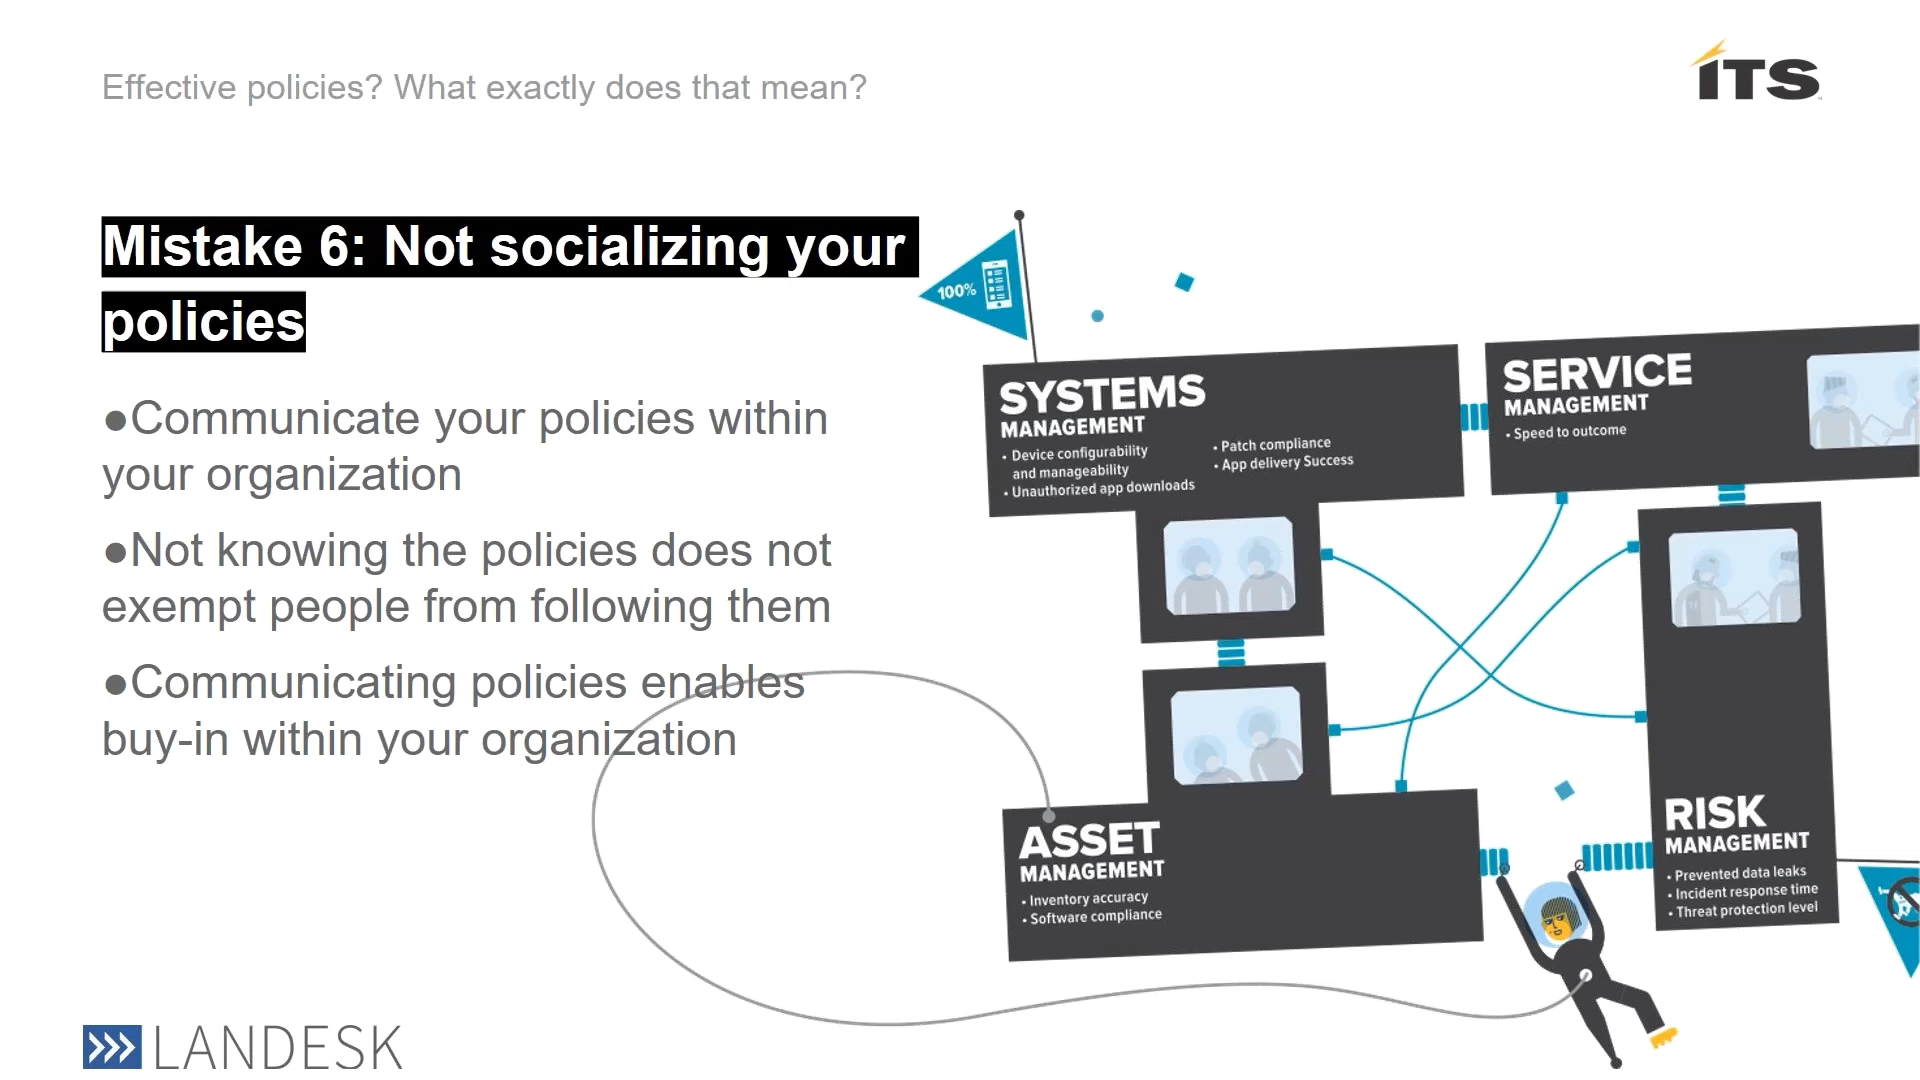 Effective policies? What exactly does that mean?
ITS
Mistake 6: Not socializing your
policies
●Communicate your policies within
your organization
●Not knowing the policies does not
exempt people from following them
●Communicating policies enables
buy-in within your organization
100%
SYSTEMS
MANAGEMENT
• Device configurability
and manageability
• Unauthorized app downloads
• Patch compliance
• App delivery Success
SERVICE
MANAGEMENT
• Speed to outcome
ASSET
MANAGEMENT
• Inventory accuracy
• Software compliance
RISK
MANAGEMENT
• Prevented data leaks
• Incident response time
• Threat protection level
LANDESK